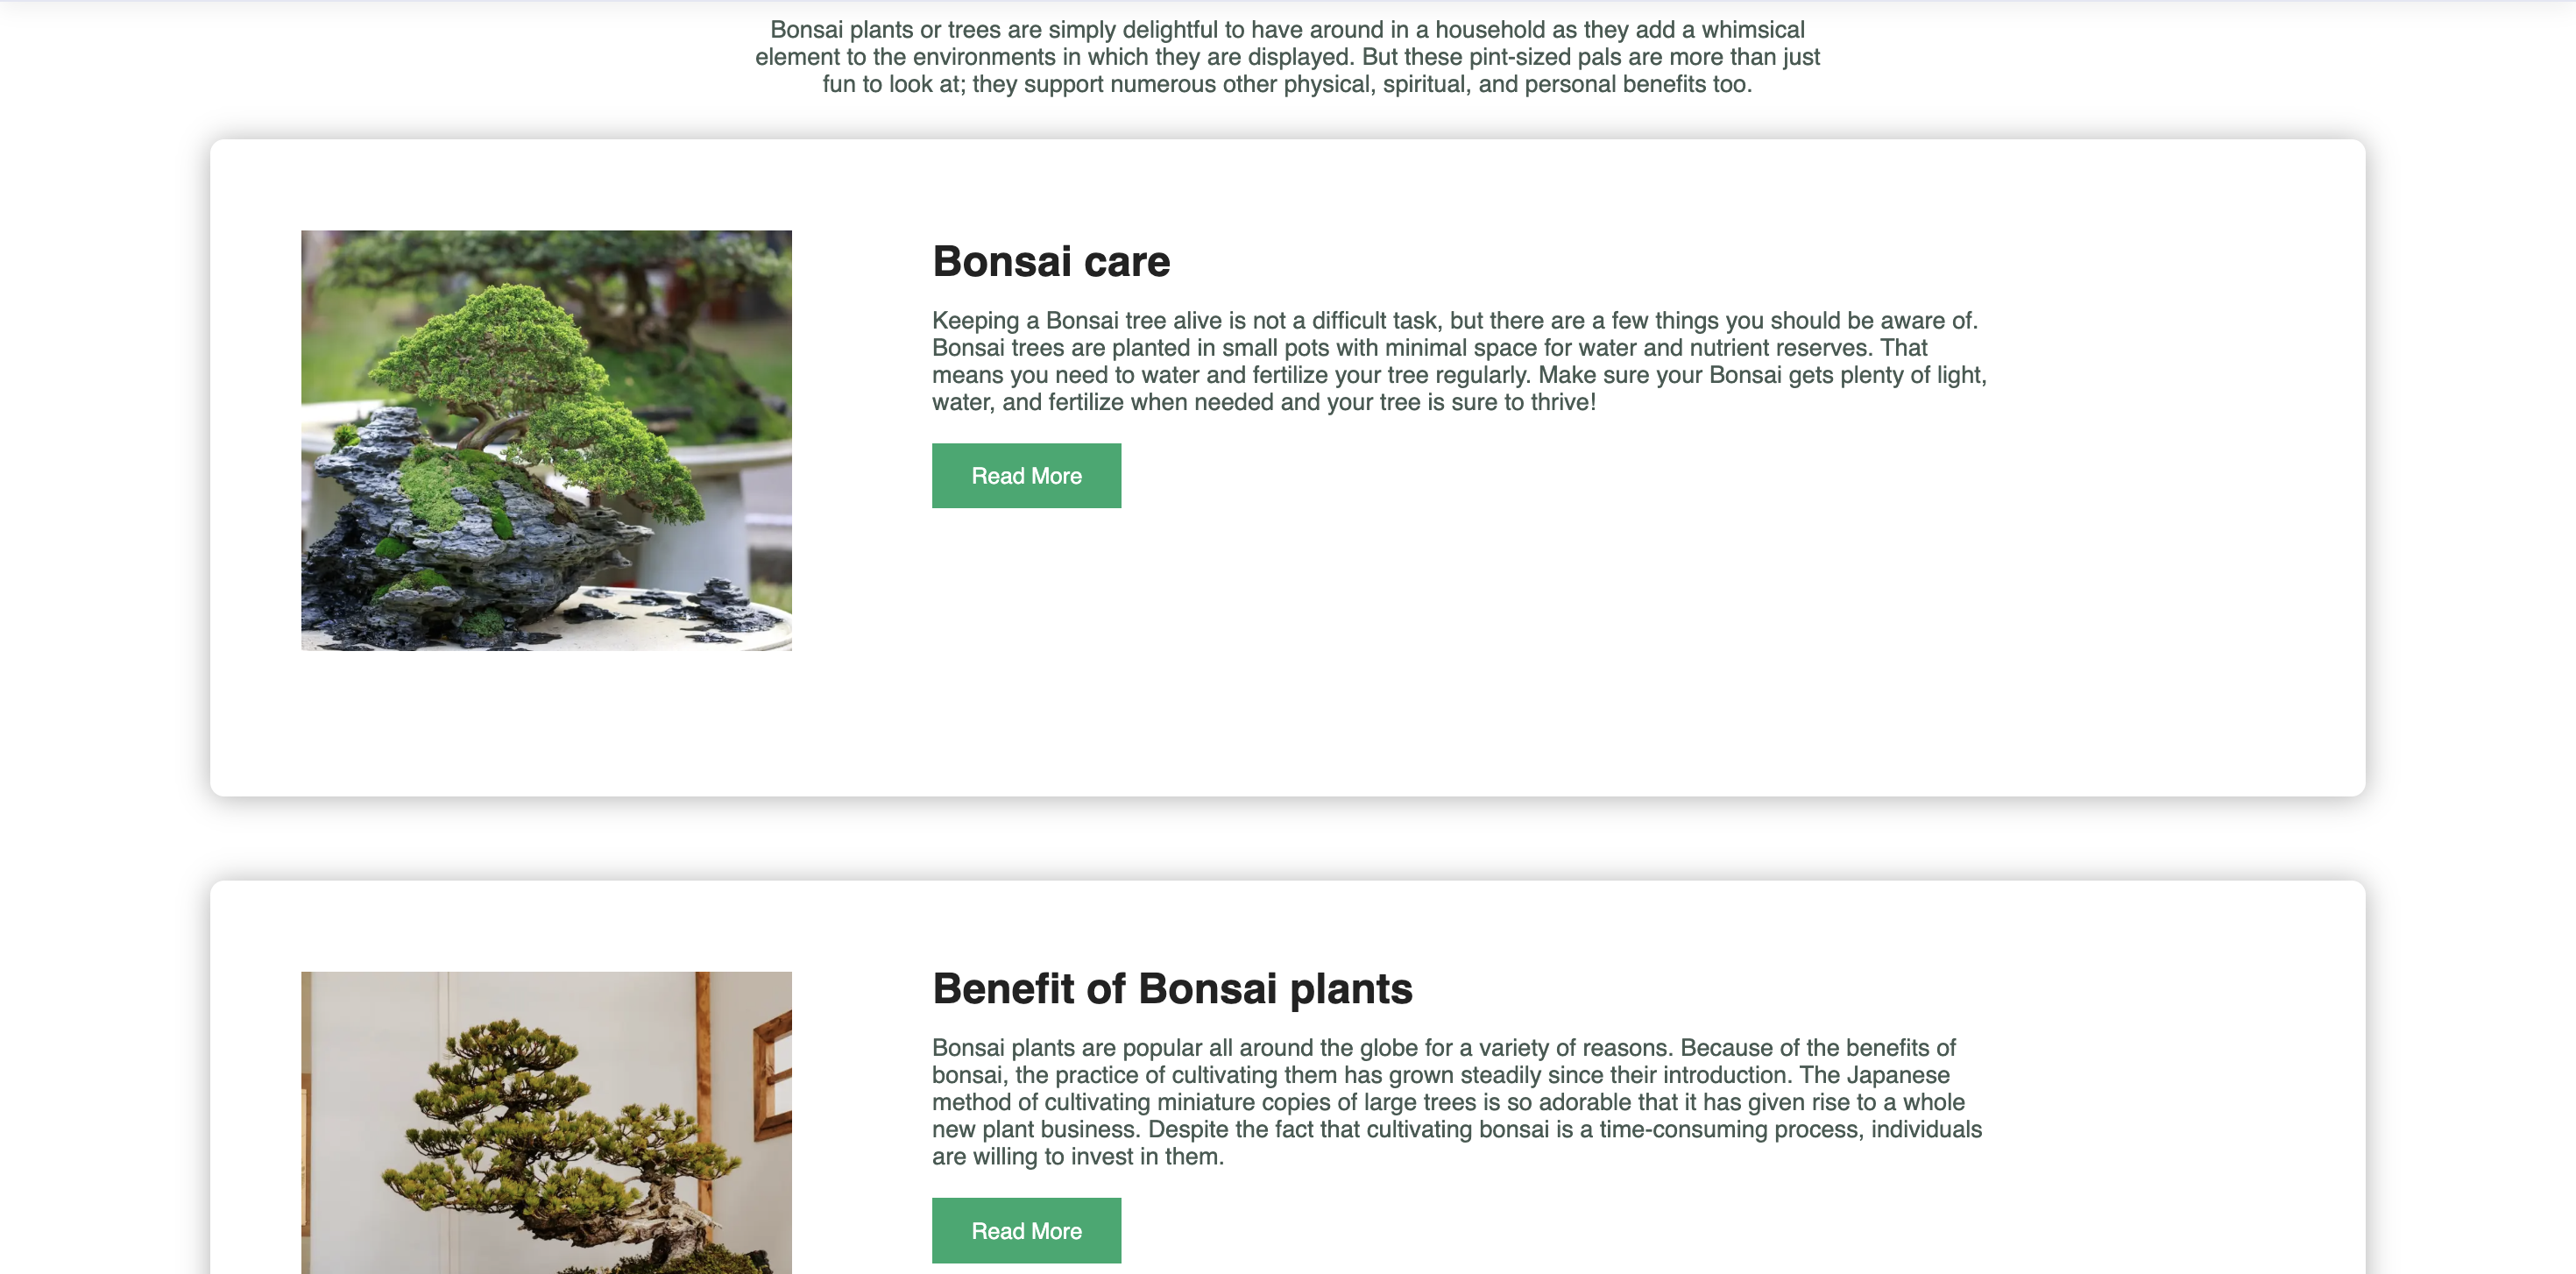 Bonsai plants or trees are simply delightful to have around in a household as they add a whimsical
element to the environments in which they are displayed. But these pint-sized pals are more than just
fun to look at; they support numerous other physical, spiritual, and personal benefits too.
Bonsai care
Keeping a Bonsai tree alive is not a difficult task, but there are a few things you should be aware of.
Bonsai trees are planted in small pots with minimal space for water and nutrient reserves. That
means you need to water and fertilize your tree regularly. Make sure your Bonsai gets plenty of light,
water, and fertilize when needed and your tree is sure to thrive!
Read More
Benefit of Bonsai plants
Bonsai plants are popular all around the globe for a variety of reasons. Because of the benefits of
bonsai, the practice of cultivating them has grown steadily since their introduction. The Japanese
method of cultivating miniature copies of large trees is so adorable that it has given rise to a whole
new plant business. Despite the fact that cultivating bonsai is a time-consuming process, individuals
are willing to invest in them.
Read More